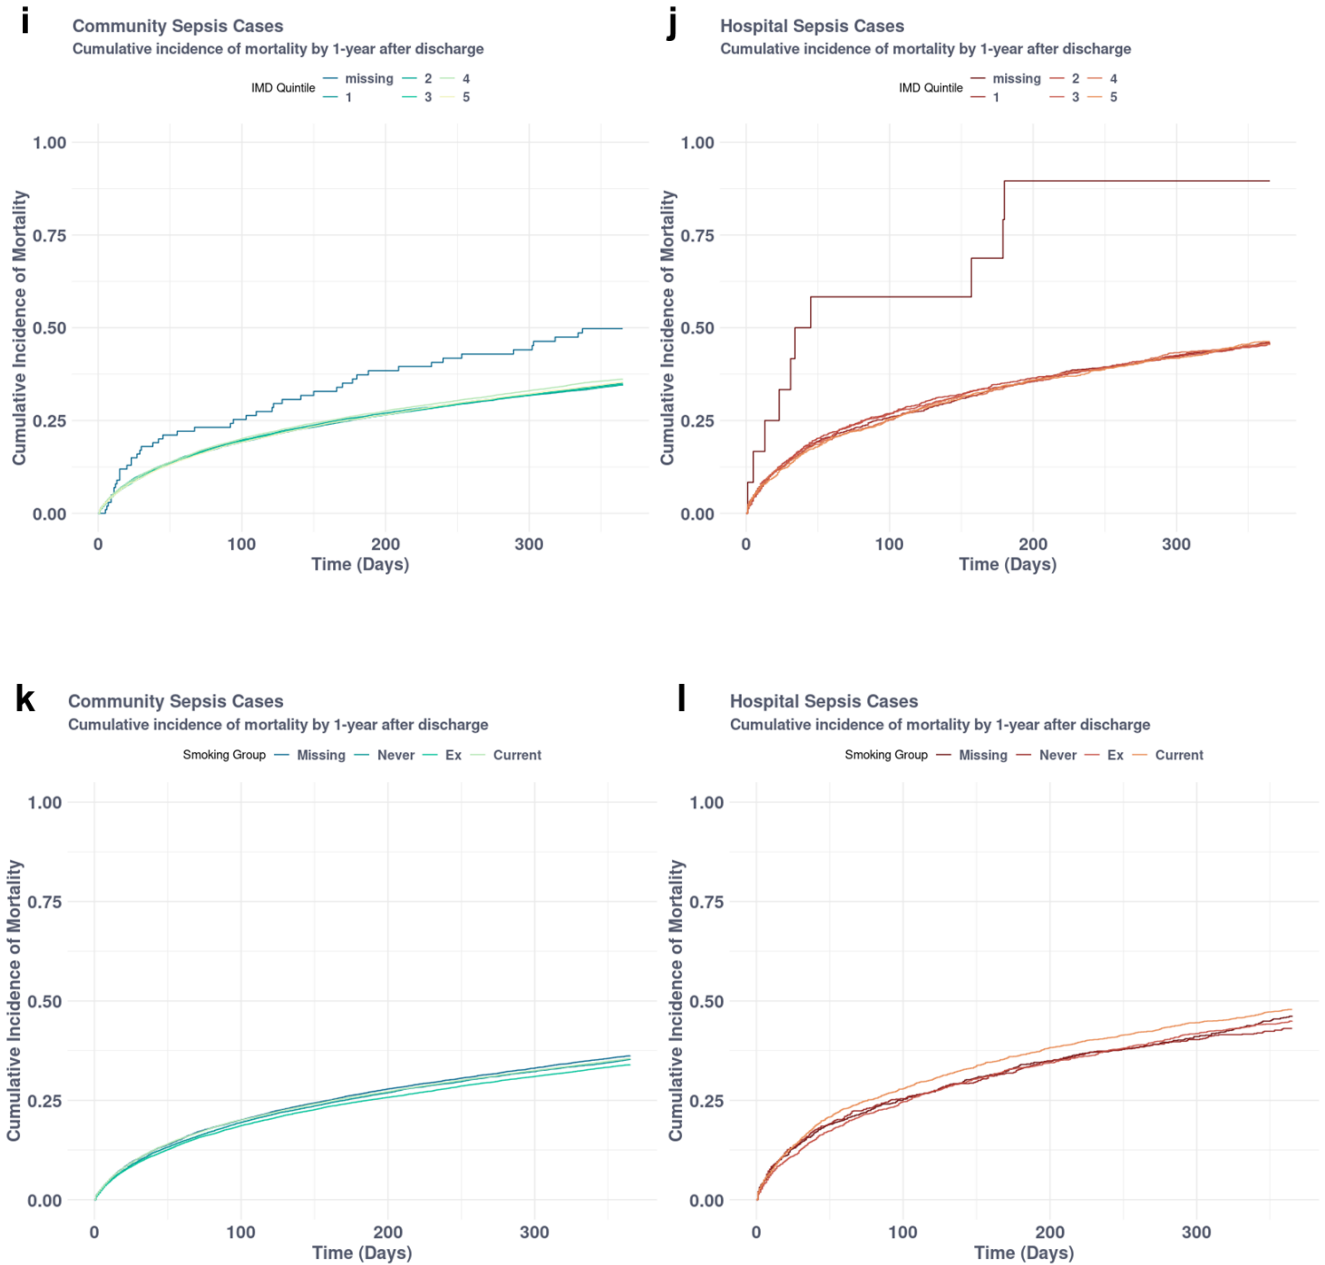 i
Community Sepsis Cases
Cumulative incidence of mortality by 1-year after discharge
IMD Quintile missing 2 4
1 3 5
1.00
0.75
0.50
0.25
0.00
Cumulative Incidence of Mortality
0 100 200 300
Time (Days)
j
Hospital Sepsis Cases
Cumulative incidence of mortality by 1-year after discharge
IMD Quintile missing 2 4
1 3 5
1.00
0.75
0.50
0.25
0.00
Cumulative Incidence of Mortality
0 100 200 300
Time (Days)
k
Community Sepsis Cases
Cumulative incidence of mortality by 1-year after discharge
Smoking Group Missing Never Ex Current
1.00
0.75
0.50
0.25
0.00
Cumulative Incidence of Mortality
0 100 200 300
Time (Days)
l
Hospital Sepsis Cases
Cumulative incidence of mortality by 1-year after discharge
Smoking Group Missing Never Ex Current
1.00
0.75
0.50
0.25
0.00
Cumulative Incidence of Mortality
0 100 200 300
Time (Days)